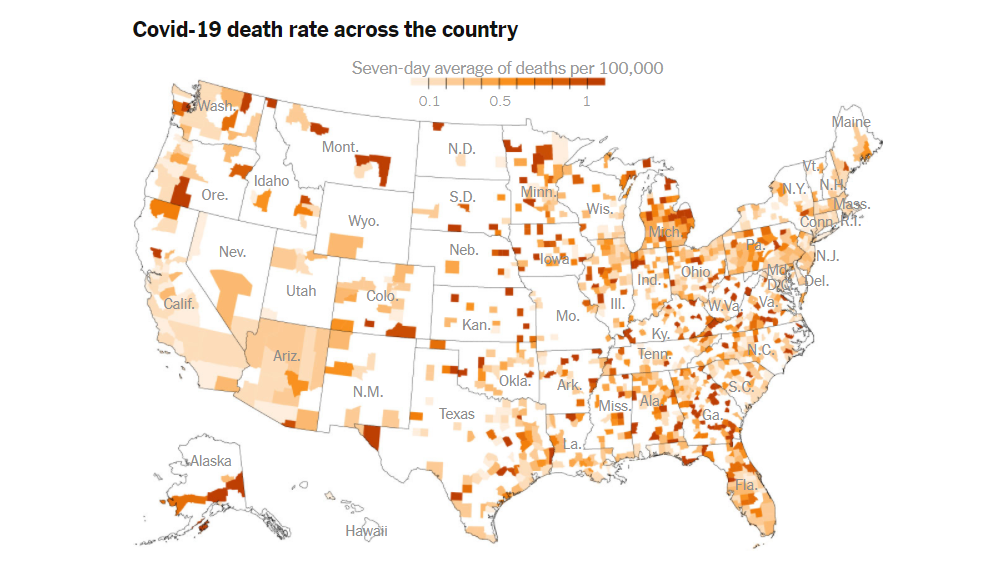 Covid-19 death rate across the country
Seven-day average of deaths per 100,000
0.1 0.5 1
Wash.
Mont.
N.D.
Minn.
Maine
Ore.
Idaho
S.D.
Wis.
Mich.
Vt.
N.Y.
N.H.
Mass.
Conn.
R.I.
Wyo.
Neb.
Iowa
Pa.
N.J.
Nev.
Utah
Colo.
Ill.
Ind.
Ohio
Md.
D.C.
Del.
Calif.
Kan.
Mo.
Ky.
W.Va.
Va.
Ariz.
N.M.
Okla.
Ark.
Tenn.
N.C.
S.C.
Texas
La.
Miss.
Ala.
Ga.
Fla.
Alaska
Hawaii